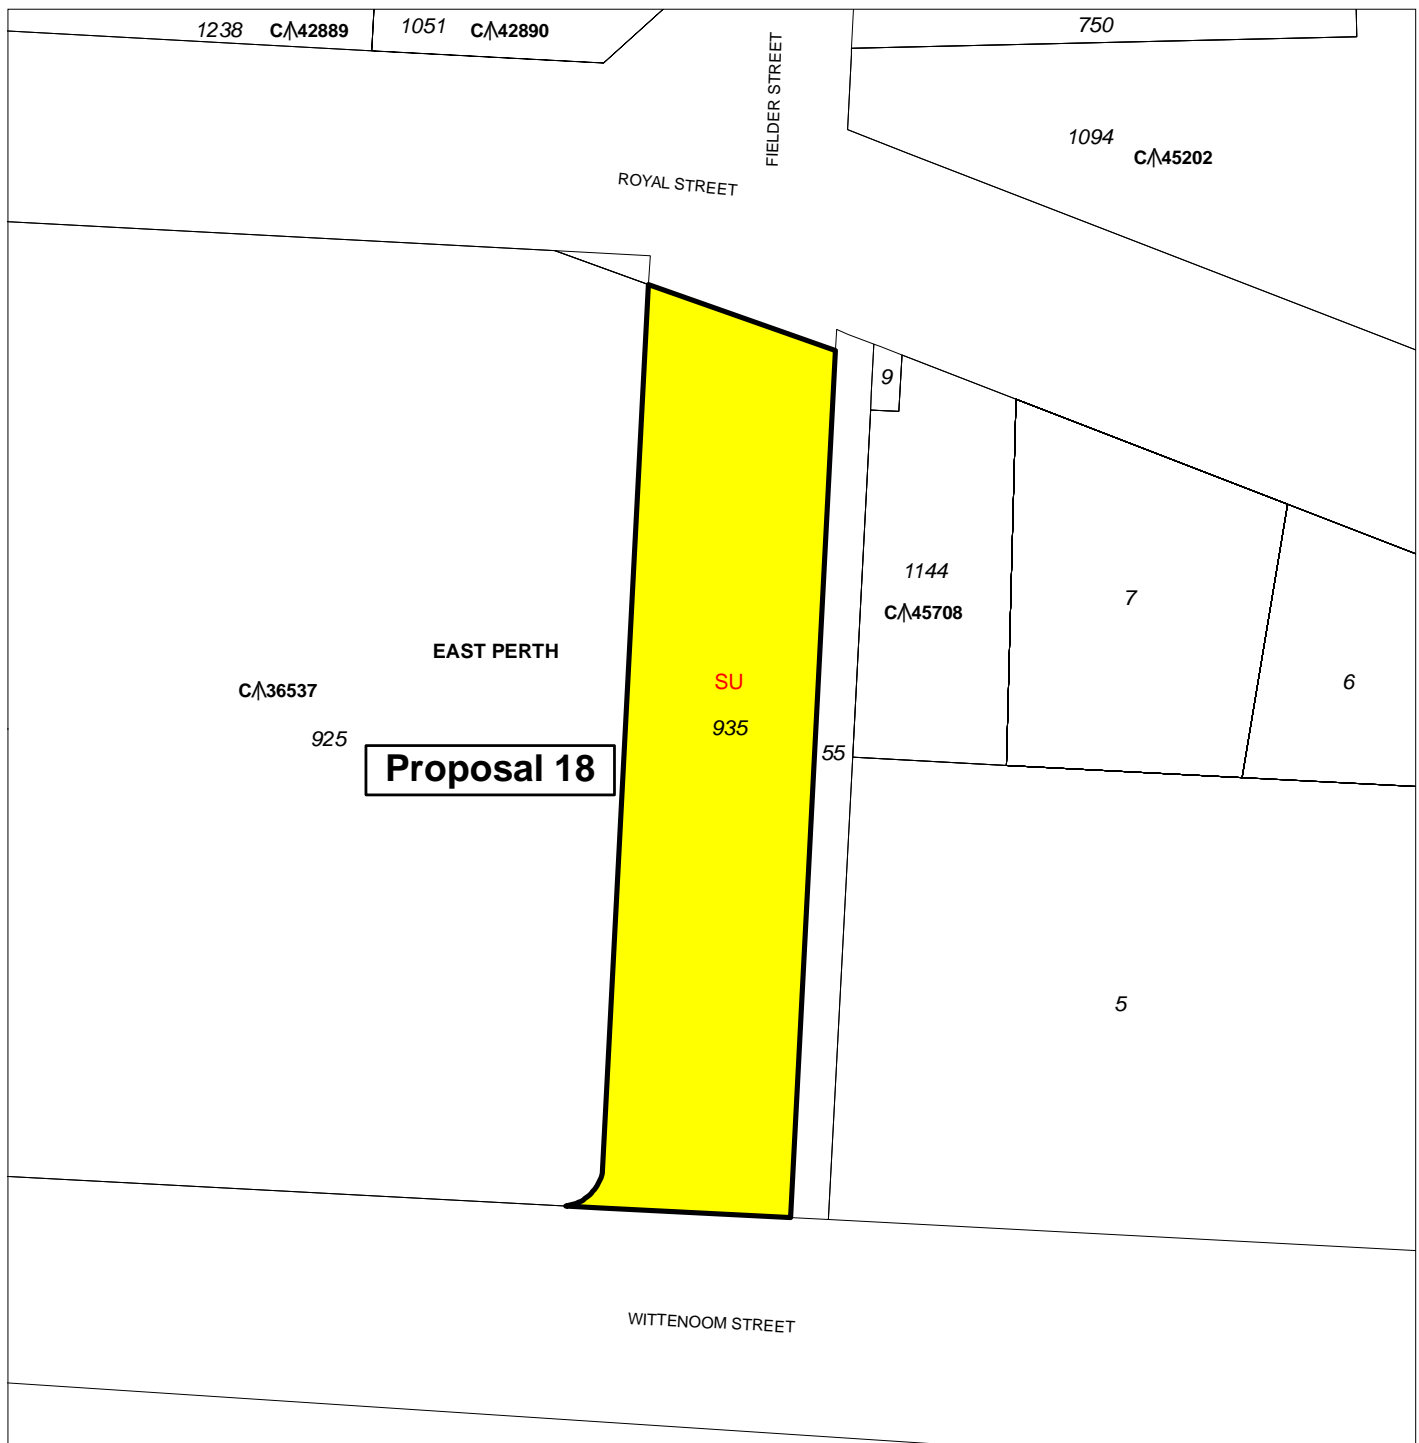 1238 C/|\42889
1051 C/|\42890
750
FIELDER STREET
1094
C/|\45202
ROYAL STREET
9
1144
C/|\45708
7
6
EAST PERTH
C/|\36537
925
SU
935
55
Proposal 18
5
WITTENOOM STREET